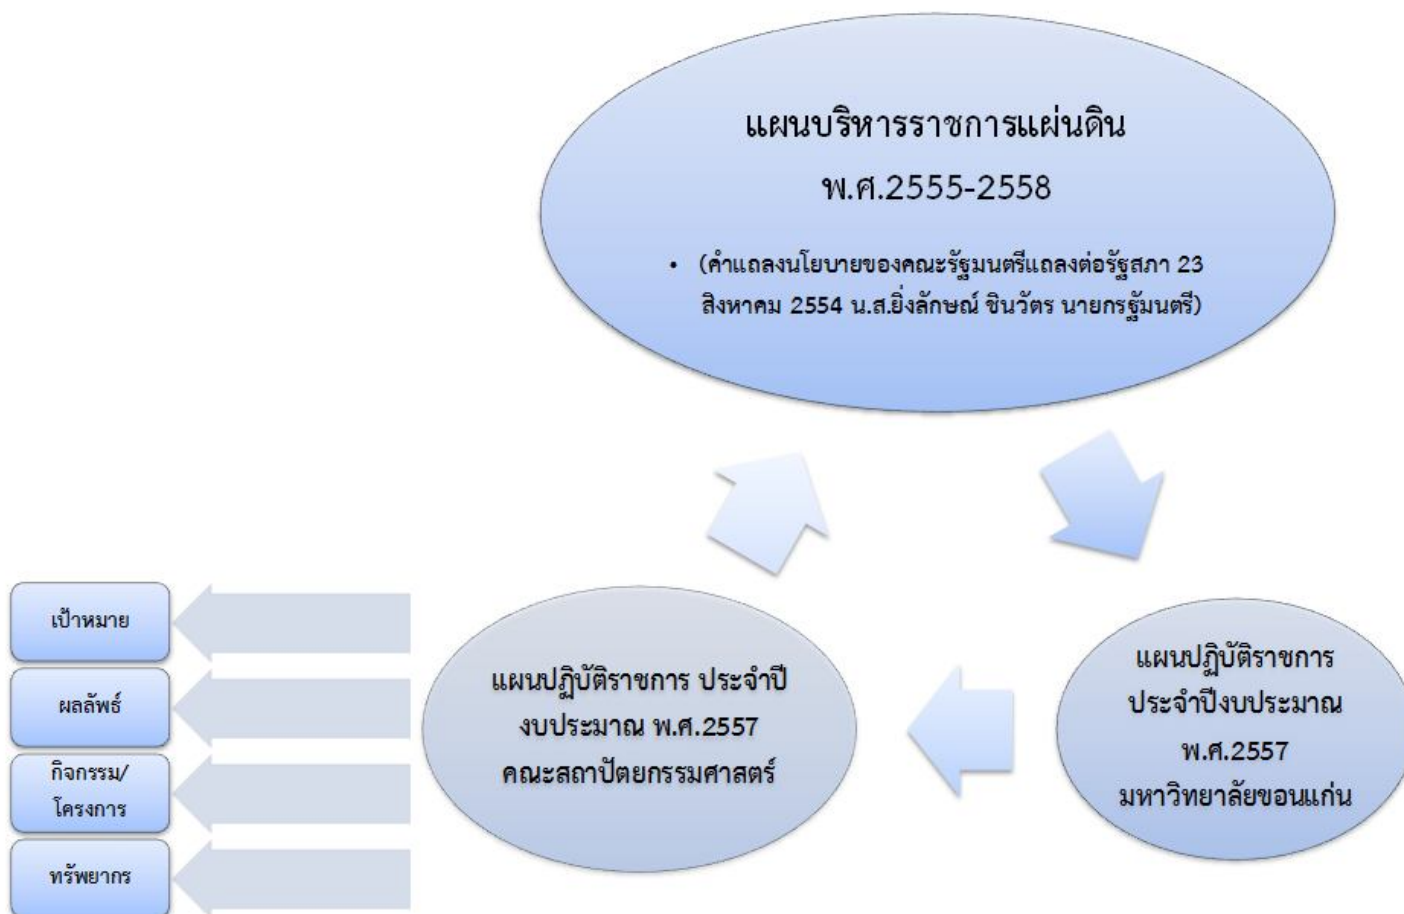 แผนบริหารราชการแผ่นดิน
พ.ศ.2555-2558
• (คำแถลงนโยบายของคณะรัฐมนตรีแถลงต่อรัฐสภา 23
สิงหาคม 2554 น.ส.ยิ่งลักษณ์ ชินวัตร นายกรัฐมนตรี)
แผนปฏิบัติราชการ
ประจำปีงบประมาณ
พ.ศ.2557
มหาวิทยาลัยขอนแก่น
แผนปฏิบัติราชการ ประจำปี
งบประมาณ พ.ศ.2557
คณะสถาปัตยกรรมศาสตร์
เป้าหมาย
ผลลัพธ์
กิจกรรม/
โครงการ
ทรัพยากร